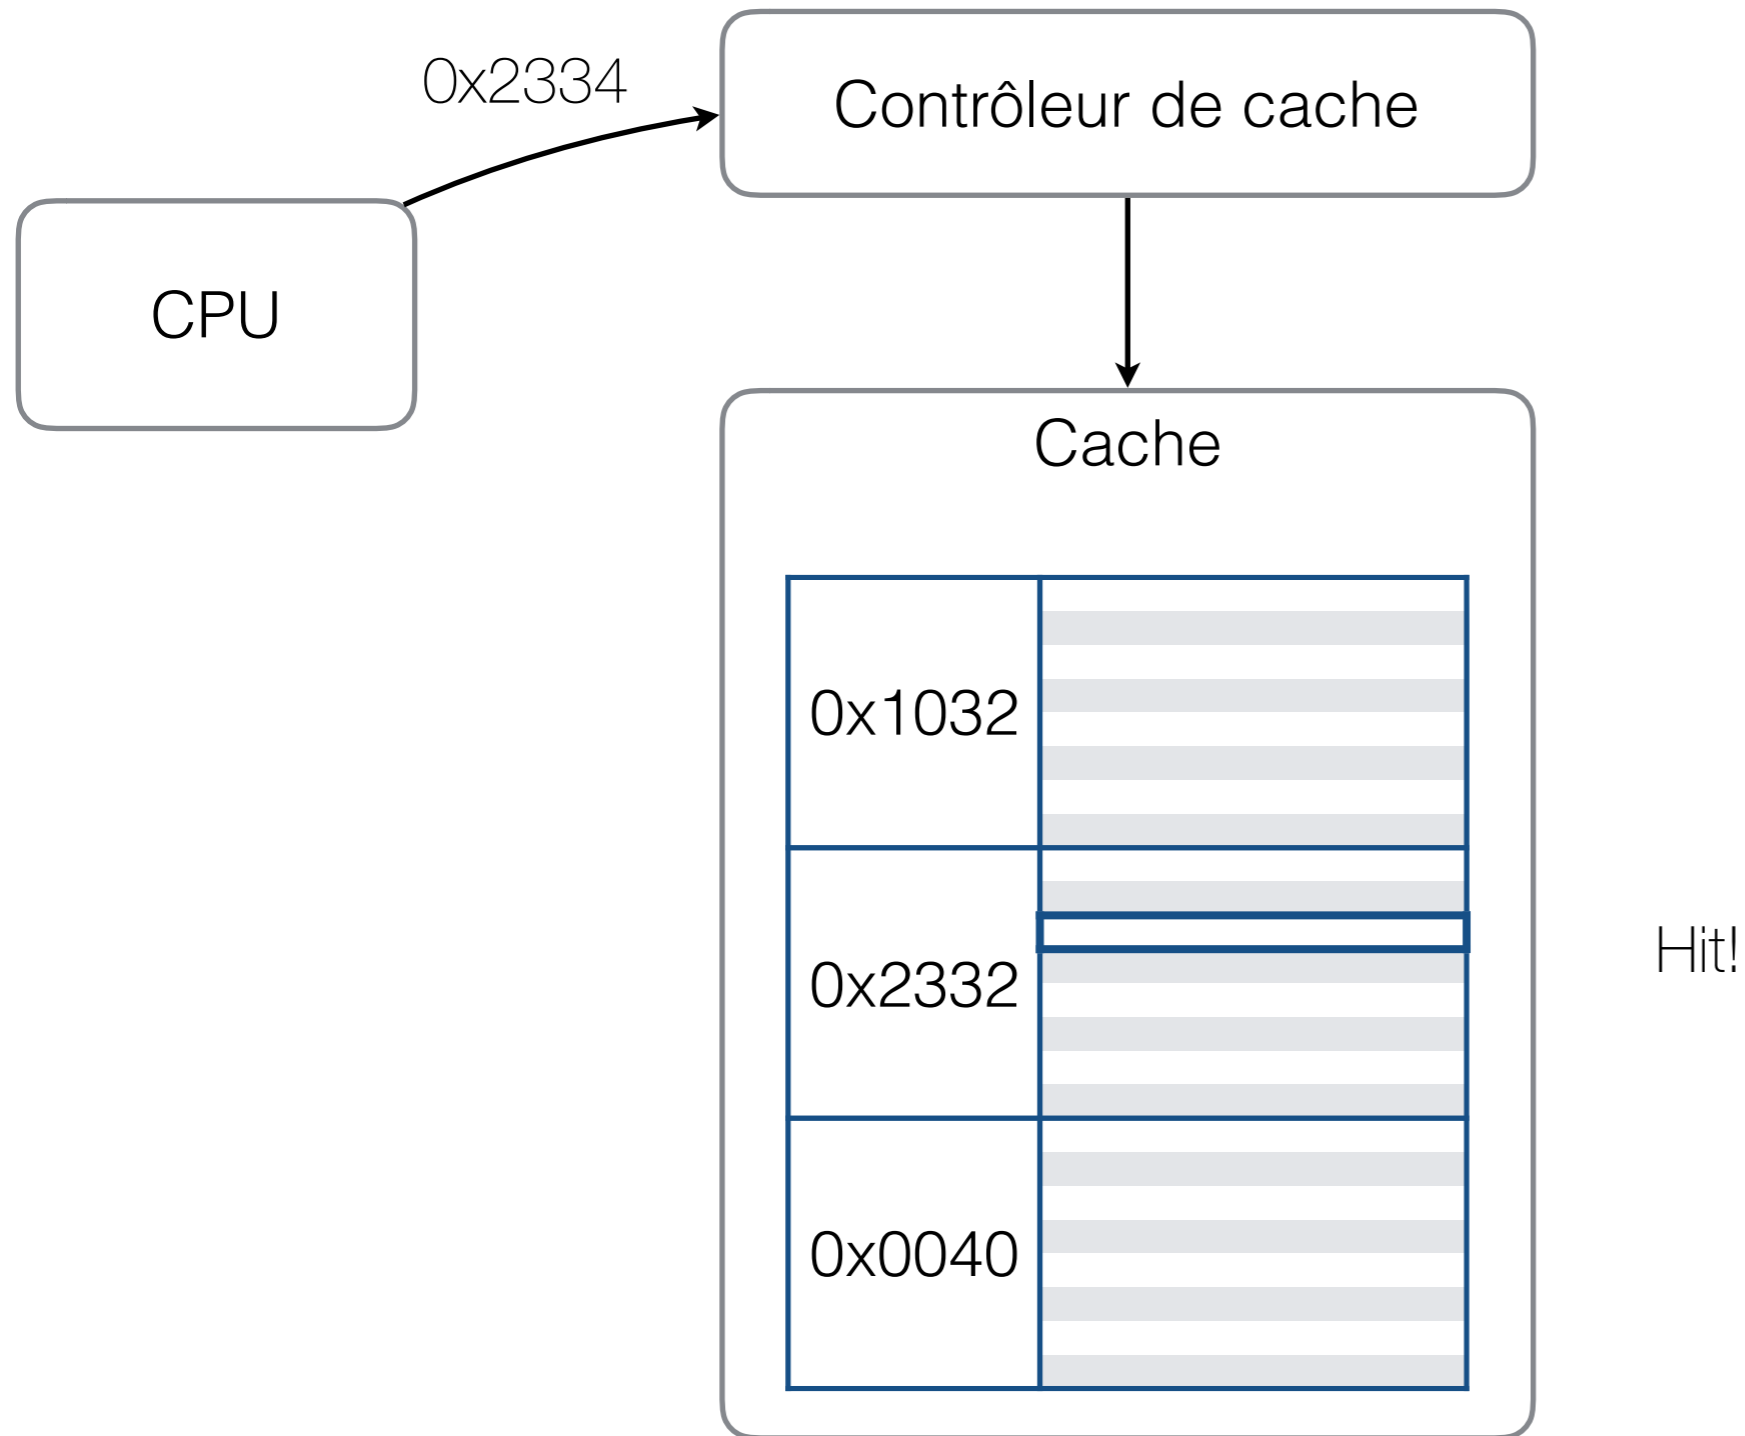 0x2334
Contrôleur de cache
CPU
Cache
0x1032
0x2332
Hit!
0x0040